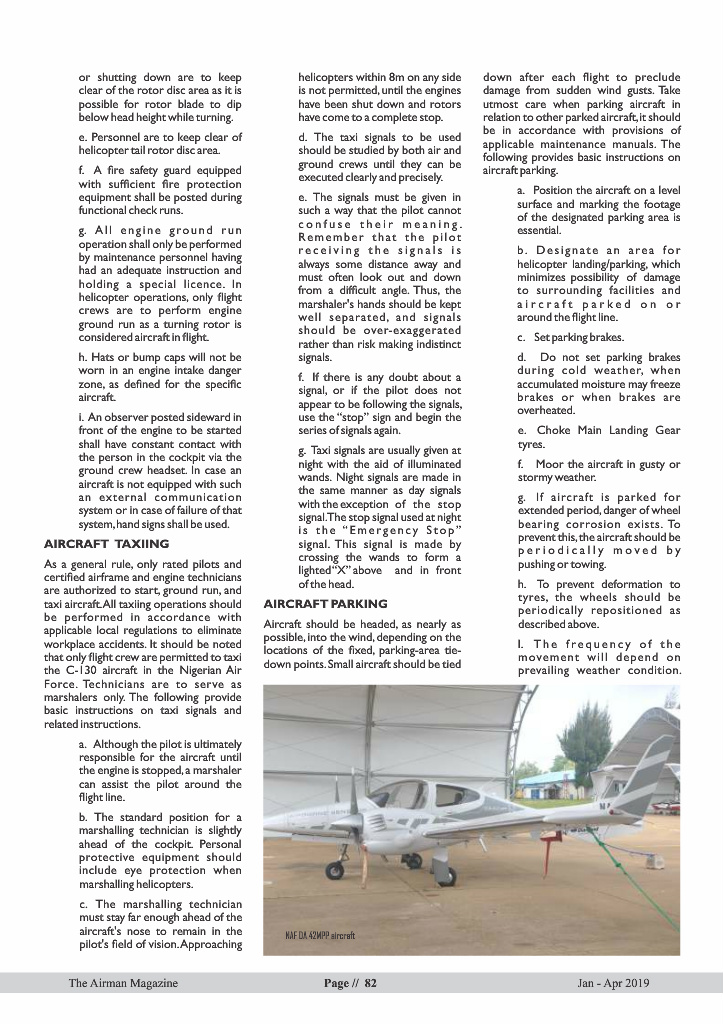 or shutting down are to keep
clear of the rotor disc area as it is
possible for rotor blade to dip
below head height while turning.
e. Personnel are to keep clear of
helicopter tail rotor disc area.
f. A fire safety guard equipped
with sufficient fire protection
equipment shall be posted during
functional check runs.
g. All engine ground run
operation shall only be performed
by maintenance personnel having
had an adequate instruction and
holding a special licence. In
helicopter operations, only flight
crews are to perform engine
ground run as a turning rotor is
considered aircraft in flight.
h. Hats or bump caps will not be
worn in an engine intake danger
zone, as defined for the specific
aircraft.
i. An observer posted sideward in
front of the engine to be started
shall have constant contact with
the person in the cockpit via the
ground crew headset. In case an
aircraft is not equipped with such
an external communication
system or in case of failure of that
system, hand signs shall be used.
AIRCRAFT TAXIING
As a general rule, only rated pilots and
certified airframe and engine technicians
are authorized to start, ground run, and
taxi aircraft. All taxiing operations should
be performed in accordance with
applicable local regulations to eliminate
workplace accidents. It should be noted
that only flight crew are permitted to taxi
the C-130 aircraft in the Nigerian Air
Force. Technicians are to serve as
marshalers only. The following provide
basic instructions on taxi signals and
related instructions.
a. Although the pilot is ultimately
responsible for the aircraft until
the engine is stopped, a marshaler
can assist the pilot around the
flight line.
b. The standard position for a
marshalling technician is slightly
ahead of the cockpit. Personal
protective equipment should
include eye protection when
marshalling helicopters.
c. The marshalling technician
must stay far enough ahead of the
aircraft's nose to remain in the
pilot's field of vision. Approaching
helicopters within 8m on any side
is not permitted, until the engines
have been shut down and rotors
have come to a complete stop.
d. The taxi signals to be used
should be studied by both air and
ground crews until they can be
executed clearly and precisely.
e. The signals must be given in
such a way that the pilot cannot
confuse their meaning.
Remember that the pilot
receiving the signals is
always some distance away and
must often look out and down
from a difficult angle. Thus, the
marshaler's hands should be kept
well separated, and signals
should be over-exaggerated
rather than risk making indistinct
signals.
f. If there is any doubt about a
signal, or if the pilot does not
appear to be following the signals,
use the “stop” sign and begin the
series of signals again.
g. Taxi signals are usually given at
night with the aid of illuminated
wands. Night signals are made in
the same manner as day signals
with the exception of the stop
signal.The stop signal used at night
is the “Emergency Stop”
signal. This signal is made by
crossing the wands to form a
lighted “X” above and in front
of the head.
AIRCRAFT PARKING
Aircraft should be headed, as nearly as
possible, into the wind, depending on the
locations of the fixed, parking-area tie-
down points. Small aircraft should be tied
down after each flight to preclude
damage from sudden wind gusts. Take
utmost care when parking aircraft in
relation to other parked aircraft, it should
be in accordance with provisions of
applicable maintenance manuals. The
following provides basic instructions on
aircraft parking.
a. Position the aircraft on a level
surface and marking the footage
of the designated parking area is
essential.
b. Designate an area for
helicopter landing/parking, which
minimizes possibility of damage
to surrounding facilities and
aircraft parked on or
around the flight line.
c. Set parking brakes.
d. Do not set parking brakes
during cold weather, when
accumulated moisture may freeze
brakes or when brakes are
overheated.
e. Choke Main Landing Gear
tyres.
f. Moor the aircraft in gusty or
stormy weather.
g. If aircraft is parked for
extended period, danger of wheel
bearing corrosion exists. To
prevent this, the aircraft should be
periodically moved by
pushing or towing.
h. To prevent deformation to
tyres, the wheels should be
periodically repositioned as
described above.
I. The frequency of the
movement will depend on
prevailing weather condition.
NAF DA 42MPP aircraft
The Airman Magazine
Page // 82
Jan - Apr 2019